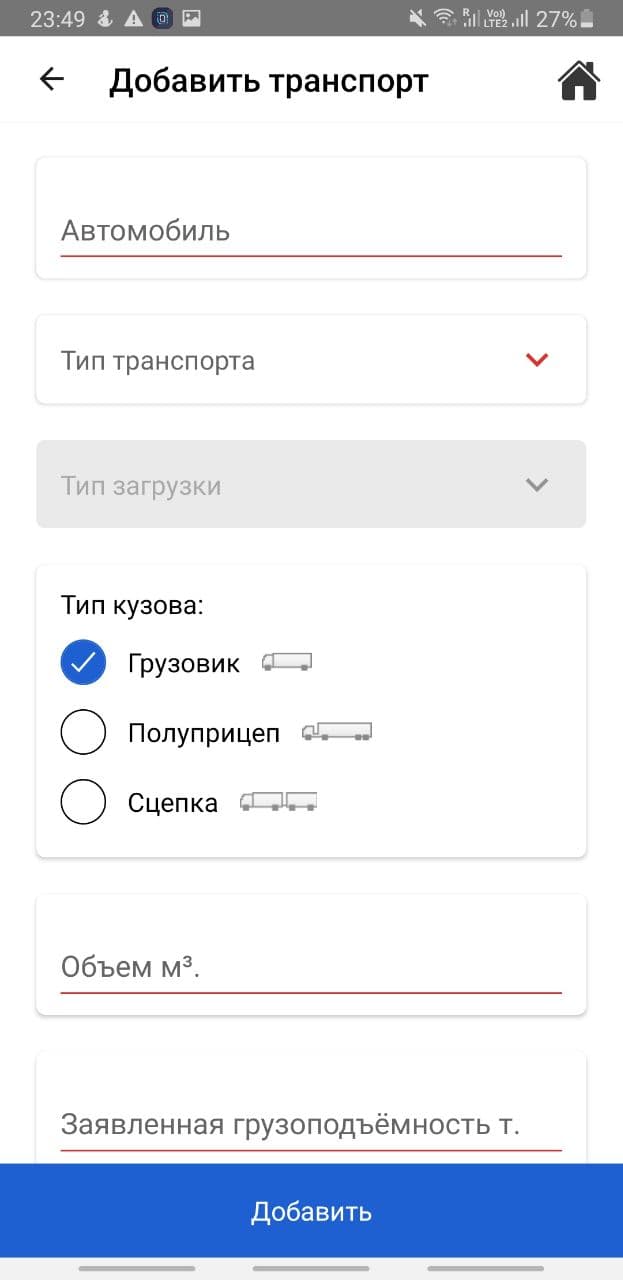 23:49 27%
Добавить транспорт
Автомобиль
Тип транспорта
Тип загрузки
Тип кузова:
Грузовик
Полуприцеп
Сцепка
Объем м³.
Заявленная грузоподъёмность т.
Добавить